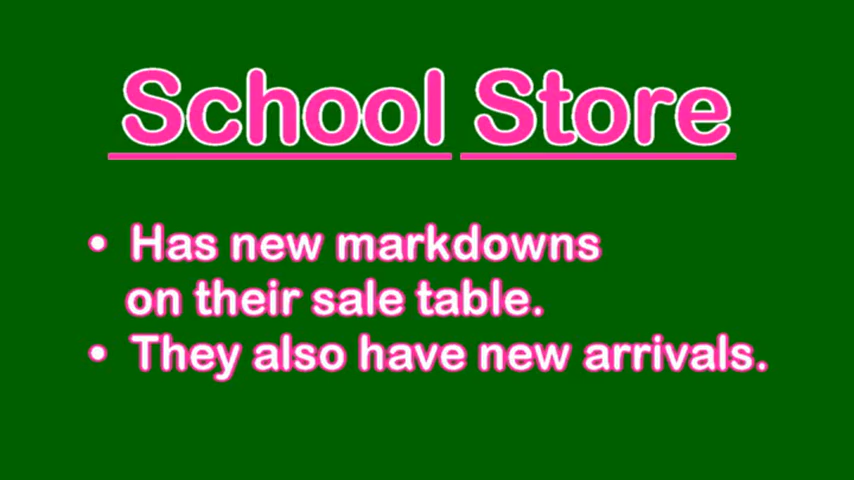 School Store
• Has new markdowns
on their sale table.
• They also have new arrivals.